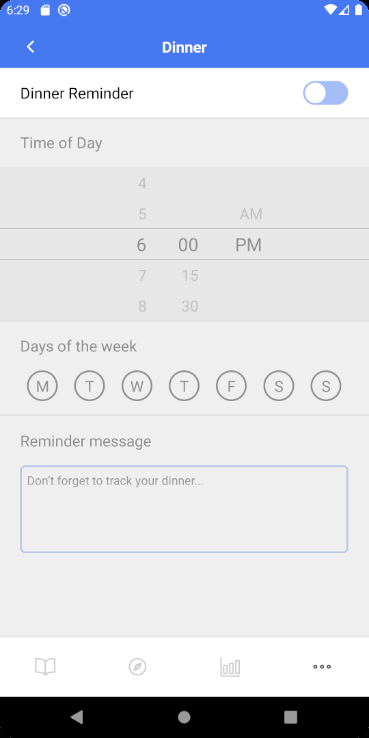 6:29
Dinner
Dinner Reminder
Time of Day
4
5 AM
6 00 PM
7 15
8 30
Days of the week
M T W T F S S
Reminder message
Don't forget to track your dinner...